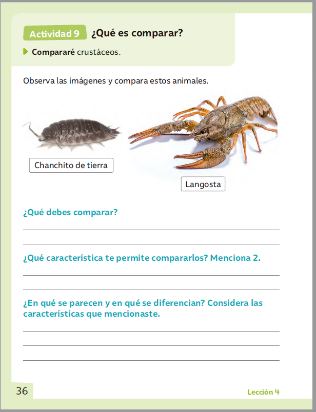 Actividad 9 ¿Qué es comparar?
Compararé crustáceos.
Observa las imágenes y compara estos animales.
Chanchito de tierra
Langosta
¿Qué debes comparar?
¿Qué característica te permite compararlos? Menciona 2.
¿En qué se parecen y en qué se diferencian? Considera las
características que mencionaste.
36
Lección 4